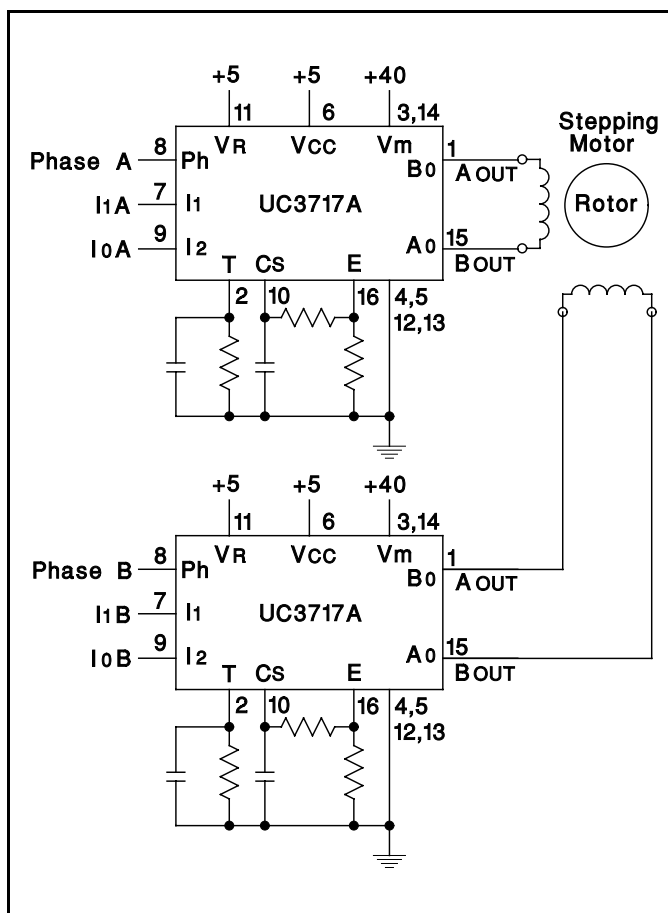 +5 +5 +40
11 6 3,14
VR VCC Vm
Phase A 8 Ph
I1A 7 I1
I0A 9 I2
UC3717A
B0 1 A OUT
A0 15 B OUT
T CS E
2 10 16 4,5
12,13
Stepping
Motor
Rotor
+5 +5 +40
11 6 3,14
VR VCC Vm
Phase B 8 Ph
I1B 7 I1
I0B 9 I2
UC3717A
B0 1 A OUT
A0 15 B OUT
T CS E
2 10 16 4,5
12,13